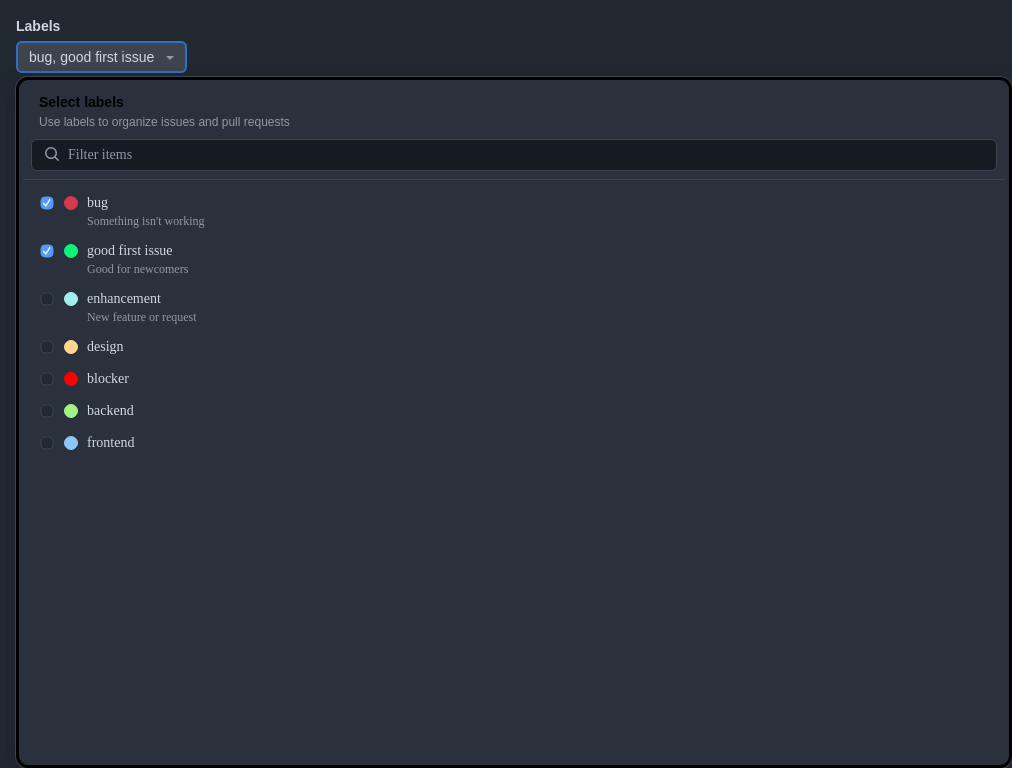 Labels
bug, good first issue
Select labels
Use labels to organize issues and pull requests
Filter items
bug
Something isn't working
good first issue
Good for newcomers
enhancement
New feature or request
design
blocker
backend
frontend